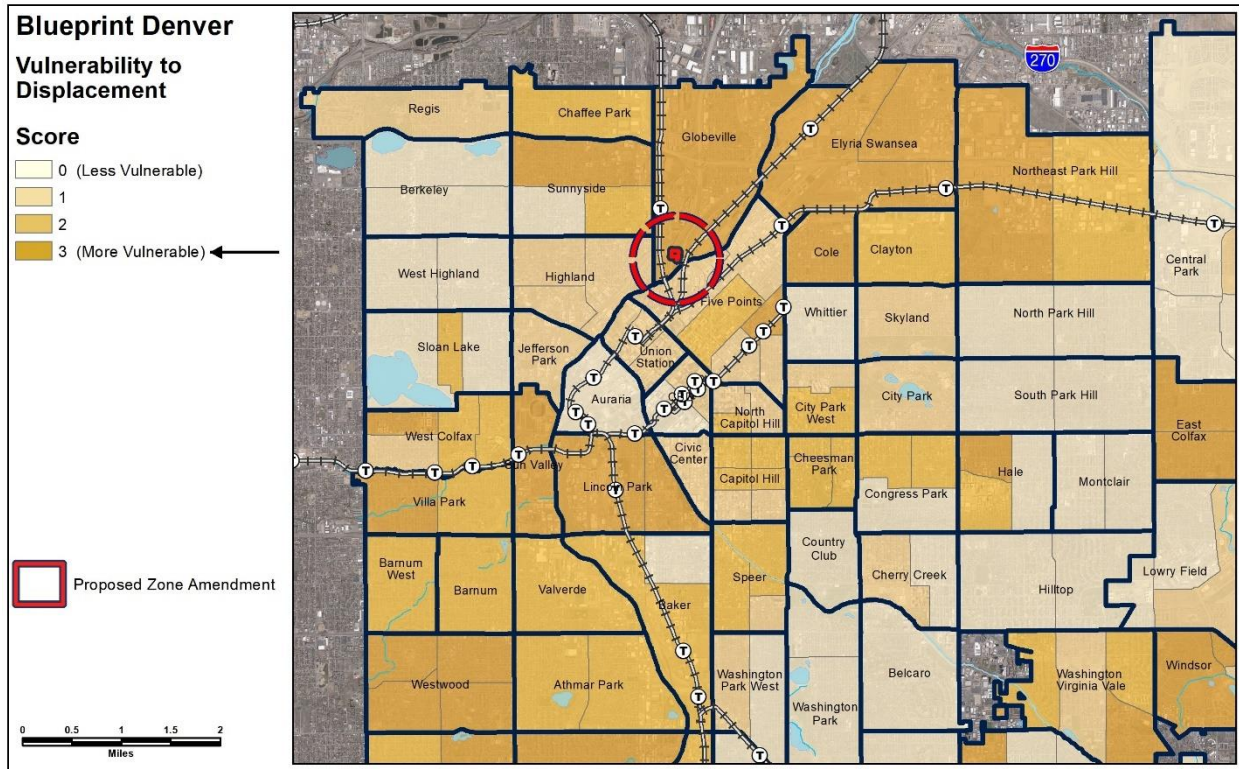 Blueprint Denver
Vulnerability to
Displacement
Score
0 (Less Vulnerable)
1
2
3 (More Vulnerable)
Proposed Zone Amendment
0 0.5 1 1.5 2
Miles
270
Regis
Chaffee Park
Globeville
Elyria Swansea
Northeast Park Hill
Berkeley
Sunnyside
T
T
T
T
T
Central
Park
West Highland
Highland
Cole
Clayton
Five Points
T
Whittier
Skyland
North Park Hill
Sloan Lake
Jefferson
Park
T
Union
Station
T
T
T
Auraria
T
T
T
T
T
T
T
T
T
North
Capitol Hill
City Park
West
City Park
South Park Hill
East
Colfax
West Colfax
T
T
T
T
Sun Valley
Civic
Center
Cheesman
Park
Hale
Montclair
Villa Park
Lincoln Park
T
Capitol Hill
Congress Park
Barnum
West
Barnum
Valverde
Baker
Speer
Country
Club
Cherry Creek
Hilltop
Lowry Field
Westwood
Athmar Park
T
T
T
Washington
Park West
Washington
Park
Belcaro
Washington
Virginia Vale
Windsor